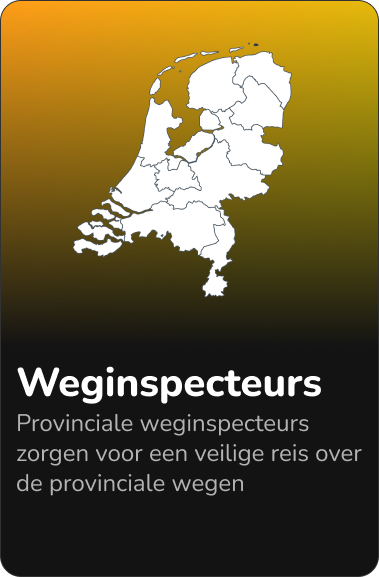 Weginspecteurs
Provinciale weginspecteurs
zorgen voor een veilige reis over
de provinciale wegen